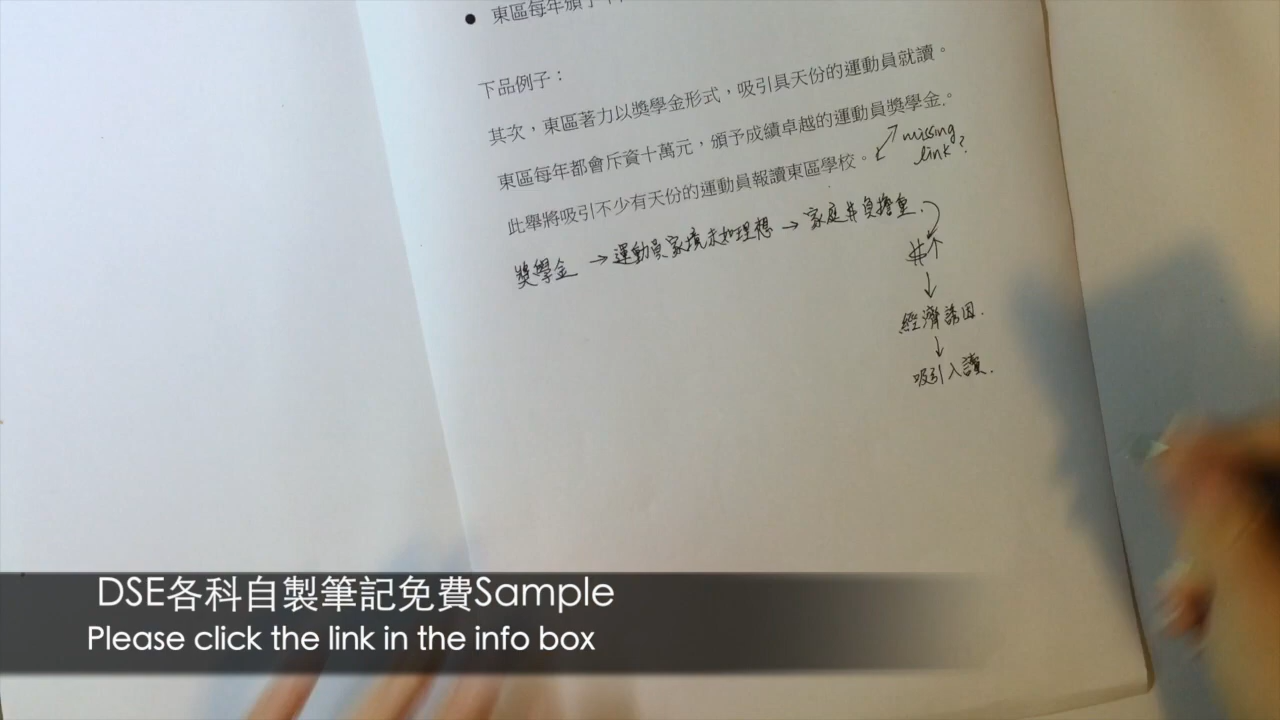 ● 東區每年頒予
下品例子：
其次，東區著力以獎學金形式，吸引具天份的運動員就讀。
東區每年都會斥資十萬元，頒予成績卓越的運動員獎學金。
此舉將吸引不少有天份的運動員報讀東區學校。
missing
link?
獎學金 → 運動員家境未如理想 → 家庭$負擔重.
$个
↓
經濟誘因.
↓
吸引入讀.
DSE各科自製筆記免費Sample
Please click the link in the info box